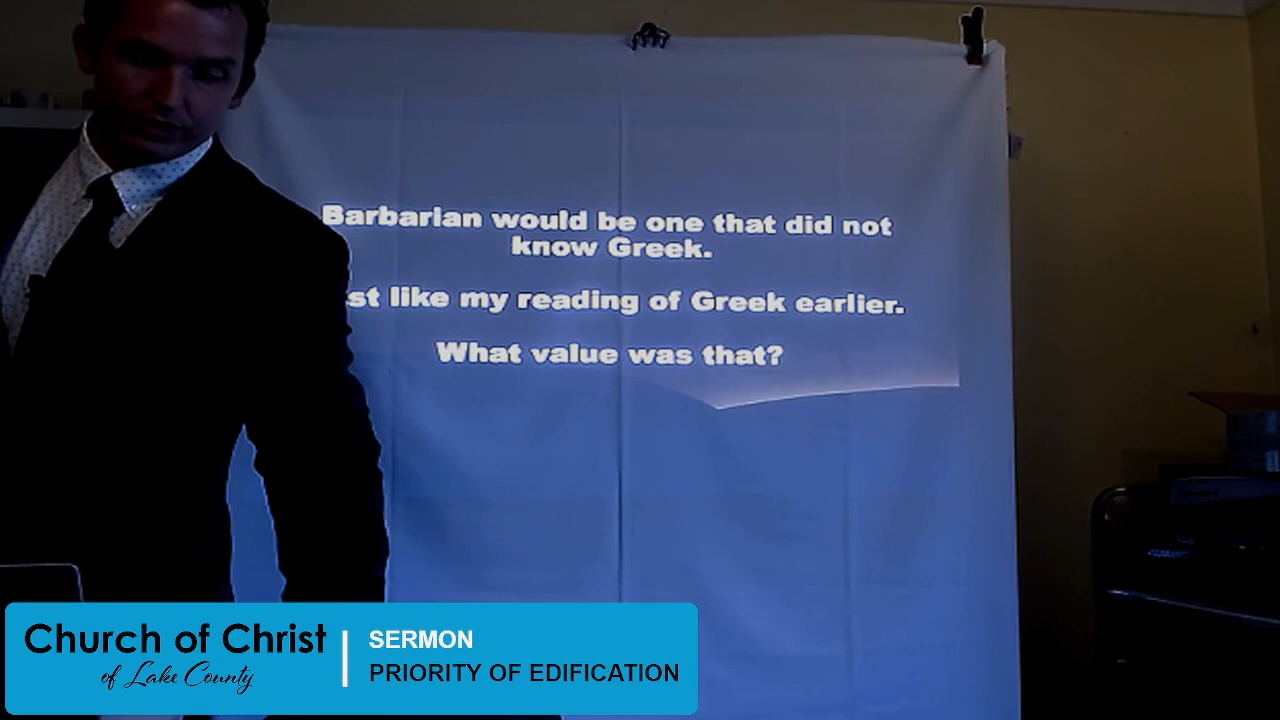 Barbarian would be one that did not
know Greek.
st like my reading of Greek earlier.
What value was that?
Church of Christ
of Lake County
SERMON
PRIORITY OF EDIFICATION